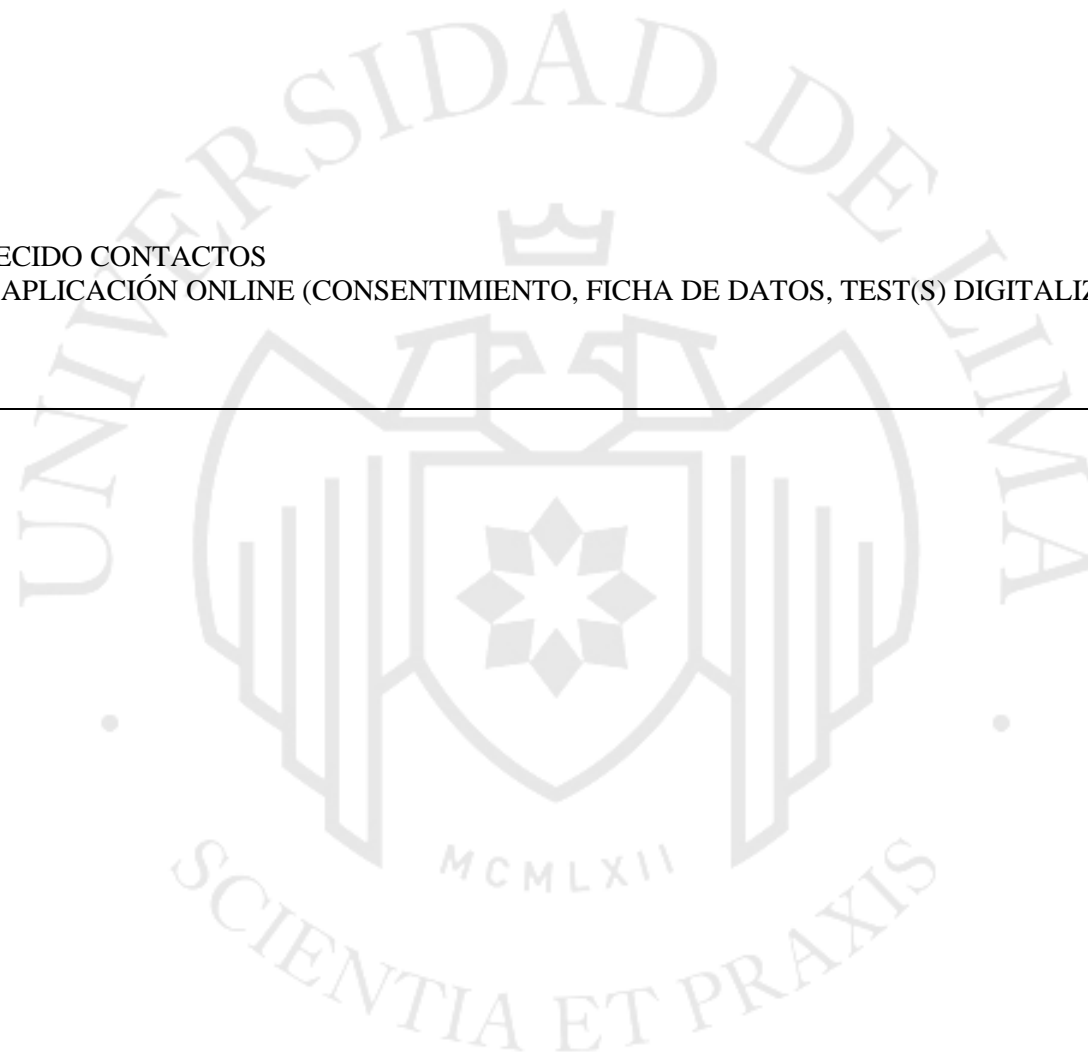 UNIVERSIDAD DE LIMA
ECIDO CONTACTOS
APLICACIÓN ONLINE (CONSENTIMIENTO, FICHA DE DATOS, TEST(S) DIGITALIZ
MCMLXII
SCIENTIA ET PRAXIS